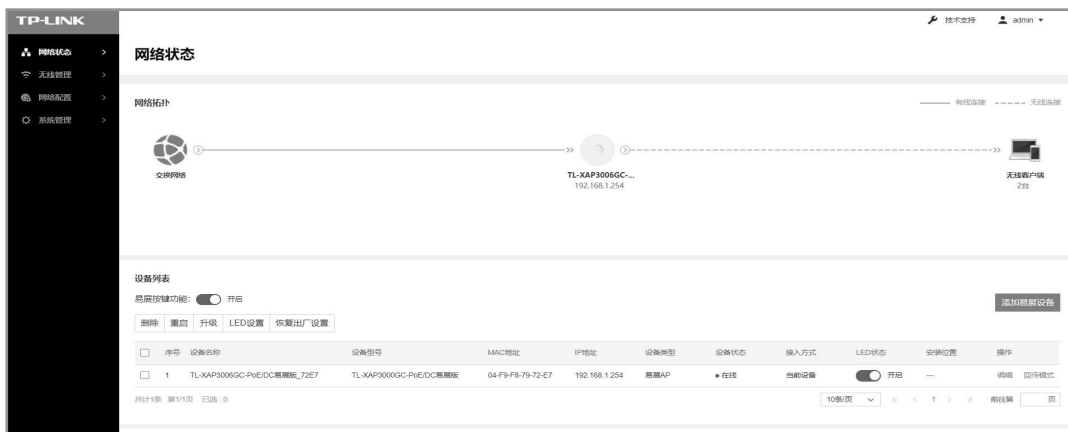 TP-LINK
技术支持 admin
网络状态
无线管理
网络配置
系统管理
网络状态
网络拓扑
有线连接 无线连接
交换网络
TL-XAP3006GC-...
192.168.1.254
无线客户端
2台
设备列表
易展按键功能: 开启
添加易展设备
删除 重启 升级 LED设置 恢复出厂设置
序号 设备名称 设备型号 MAC地址 IP地址 设备类型 设备状态 接入方式 LED状态 安装位置 操作
1 TL-XAP3006GC-PoE/DC易展版_72E7 TL-XAP3000GC-PoE/DC易展版 04-F9-F8-79-72-E7 192.168.1.254 易展AP 在线 当前设备 开启 — 编辑 回传模式
共计1条 第1/1页 已选:0 10条/页 « < 1 > » 前往第 页